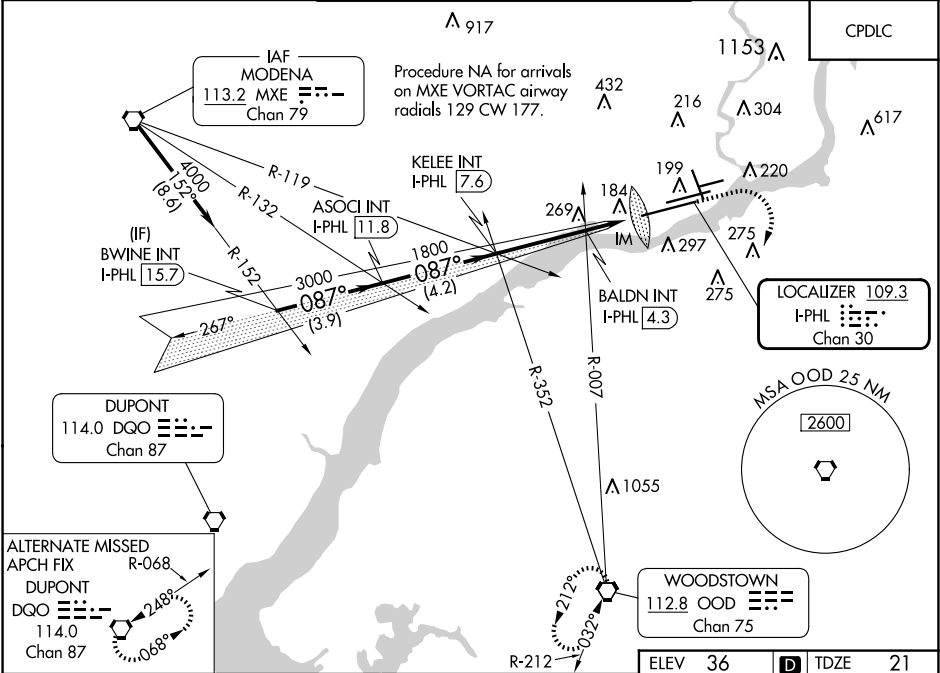 917
CPDLC
1153
IAF
MODENA
113.2 MXE
Chan 79
Procedure NA for arrivals
on MXE VORTAC airway
radials 129 CW 177.
432
216
304
617
4000
152°
(8.6)
R-119
R-132
R-152
KELEE INT
I-PHL 7.6
ASOCI INT
I-PHL 11.8
199
220
184
269
IM
297
275
275
(IF)
BWINE INT
I-PHL 15.7
3000
1800
087°
087°
(3.9)
(4.2)
267°
BALDN INT
I-PHL 4.3
LOCALIZER 109.3
I-PHL
Chan 30
R-352
R-007
MSA OOD 25 NM
2600
DUPONT
114.0 DQO
Chan 87
1055
ALTERNATE MISSED
APCH FIX
DUPONT
DQO
114.0
Chan 87
R-068
248°
068°
212°
032°
R-212
WOODSTOWN
112.8 OOD
Chan 75
ELEV 36 D TDZE 21